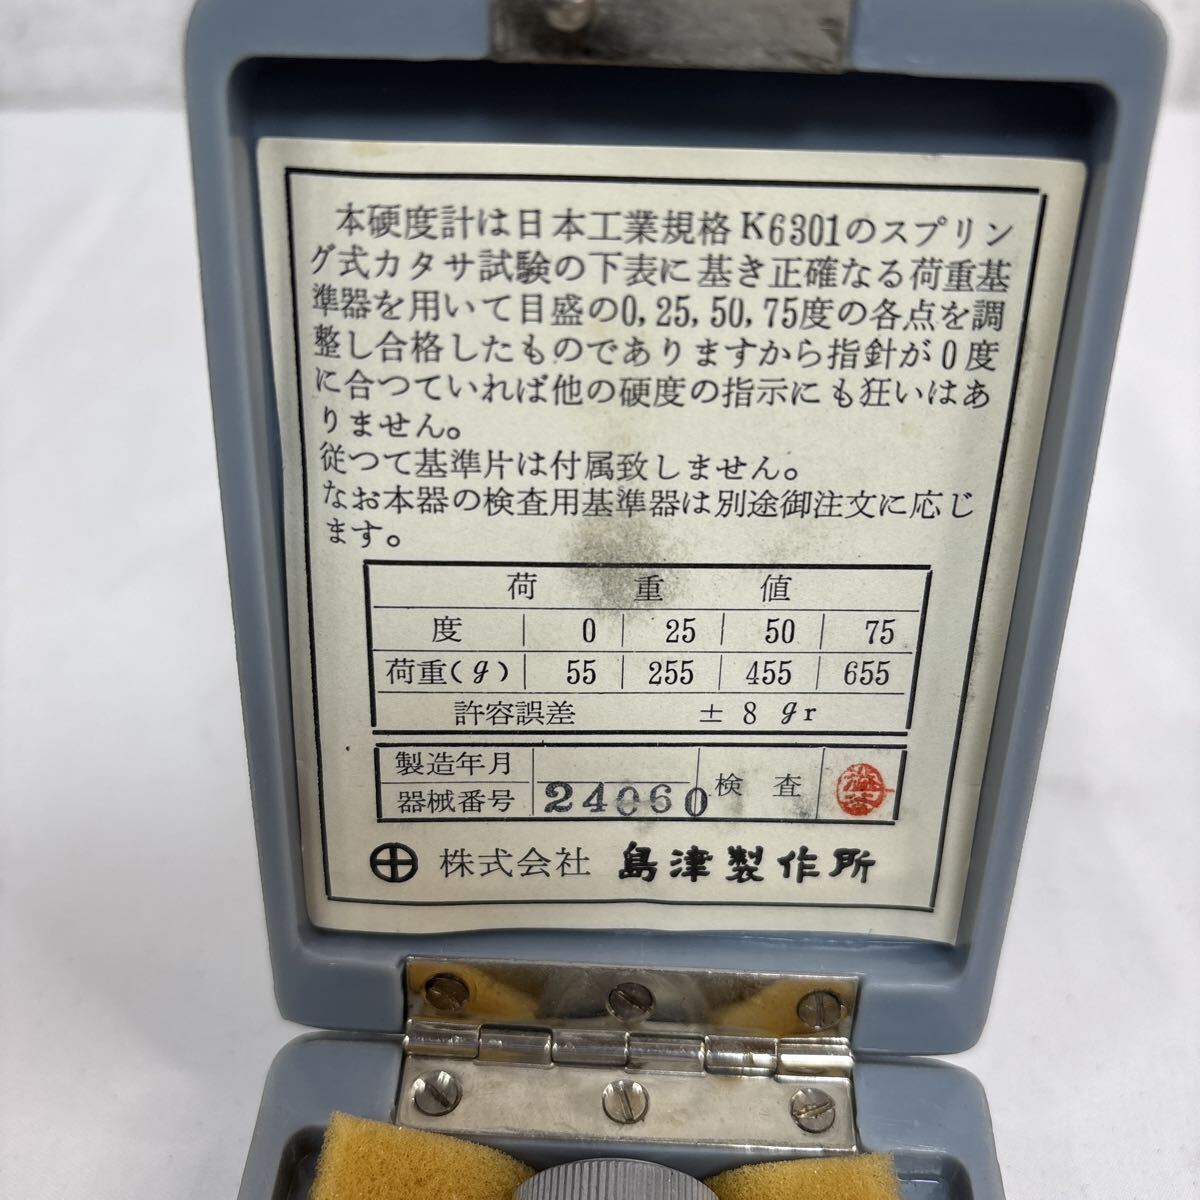 本硬度計は日本工業規格K6301のスプリン
グ式カタサ試験の下表に基き正確なる荷重基
準器を用いて目盛の0,25,50,75度の各点を調
整し合格したものでありますから指針が0度
に合つていれば他の硬度の指示にも狂いはあ
りません。
従つて基準片は付属致しません。
なお本器の検査用基準器は別途御注文に応じ
ます。
荷重値
度 0 25 50 75
荷重(g) 55 255 455 655
許容誤差 ±8gr
製造年月
器械番号 24060 検査
株式会社 島津製作所